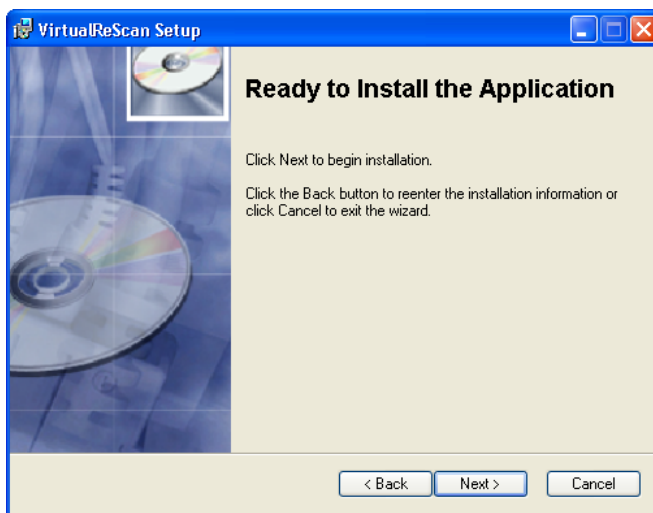 VirtualReScan Setup
Ready to Install the Application
Click Next to begin installation.
Click the Back button to reenter the installation information or
click Cancel to exit the wizard.
< Back
Next >
Cancel